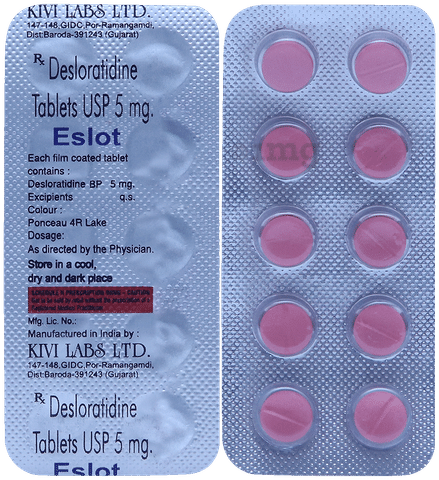 KIVI LABS LTD.
147-148, GIDC, Por-Ramangamdi,
Dist:Baroda-391243 (Gujarat)
Rx Desloratidine
Tablets USP 5 mg.
Eslot
Each film coated tablet
contains :
Desloratidine BP 5 mg.
Excipients q.s.
Colour :
Ponceau 4R Lake
Dosage:
As directed by the Physician.
Store in a cool,
dry and dark place
Mfg. Lic. No.:
Manufactured in India by :
KIVI LABS LTD.
147-148, GIDC, Por-Ramangamdi,
Dist:Baroda-391243 (Gujarat)
Rx Desloratidine
Tablets USP 5 mg.
Eslot